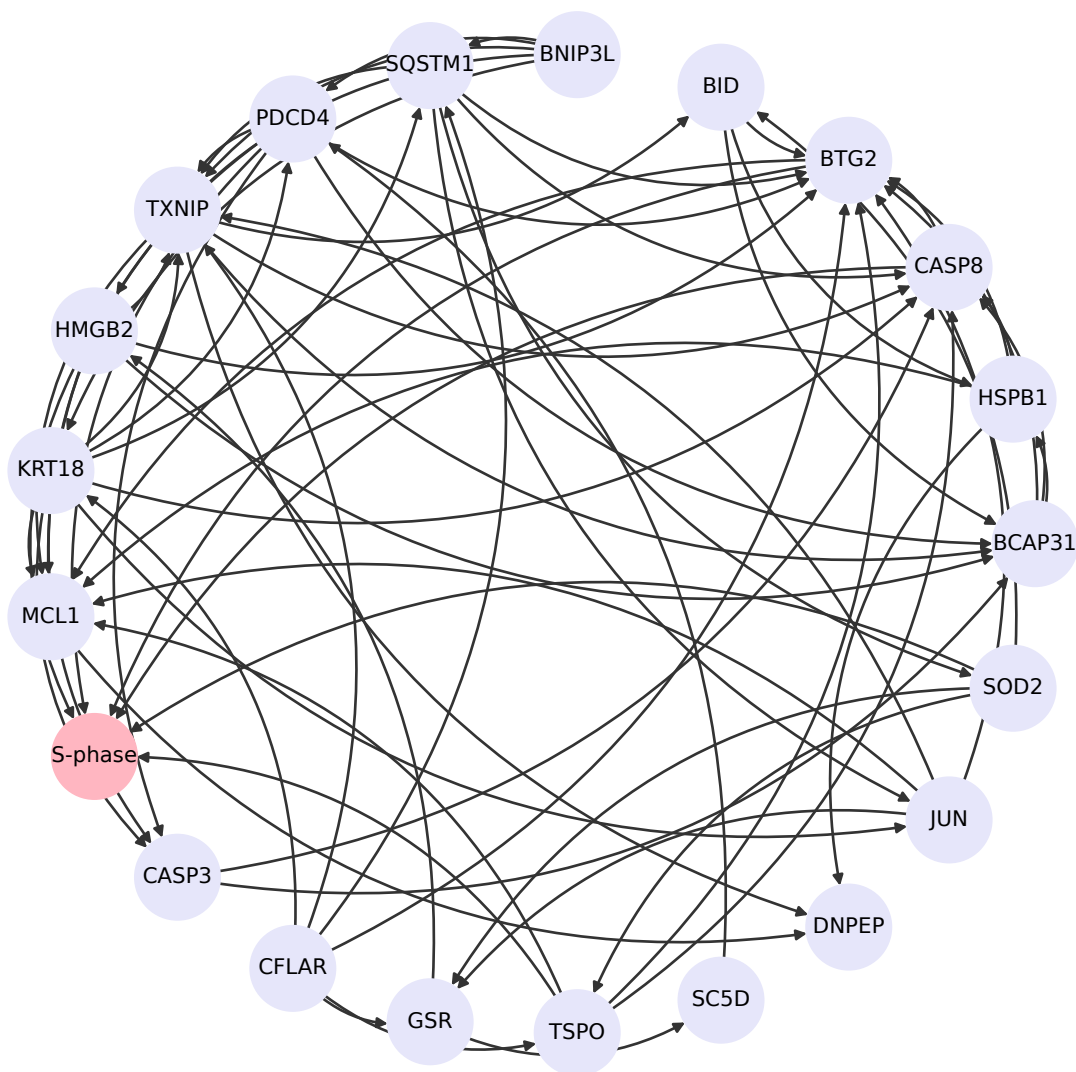 BNIP3L
SQSTM1
BID
PDCD4
BTG2
TXNIP
CASP8
HMGB2
HSPB1
KRT18
BCAP31
MCL1
SOD2
S-phase
JUN
CASP3
DNPEP
CFLAR
SC5D
GSR
TSPO